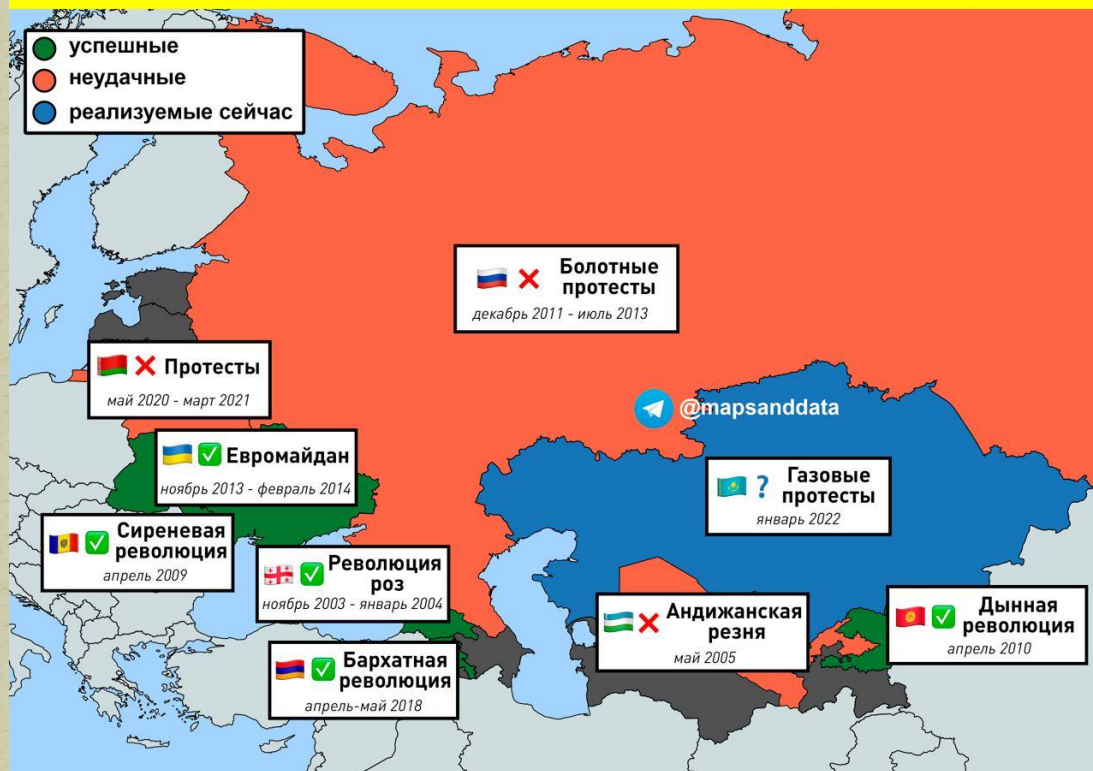 успешные
неудачные
реализуемые сейчас
Болотные
протесты
декабрь 2011 - июль 2013
Протесты
май 2020 - март 2021
@mapsanddata
Евромайдан
ноябрь 2013 - февраль 2014
? Газовые
протесты
январь 2022
Сиреневая
революция
апрель 2009
Революция
роз
ноябрь 2003 - январь 2004
Андижанская
резня
май 2005
Дынная
революция
апрель 2010
Бархатная
революция
апрель-май 2018